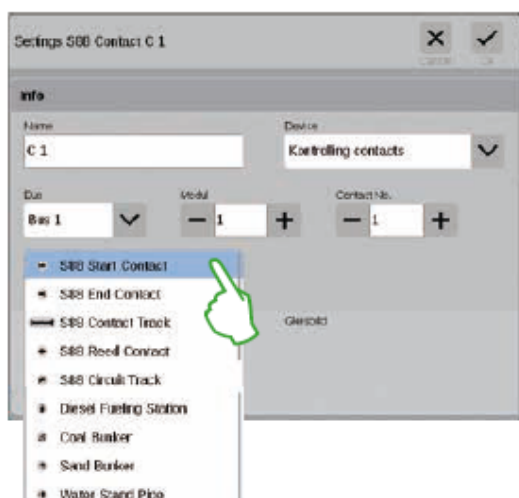 Settings S88 Contact C 1
Cancel
Info
Name
Device
C 1
Kontrolling contacts
Bus
Modul
Contact No.
Bus 1
1
1
S88 Start Contact
S88 End Contact
S88 Contact Track
Gleisbild
S88 Reed Contact
S88 Circuit Track
Diesel Fueling Station
Coal Bunker
Sand Bunker
Water Stand Pipe